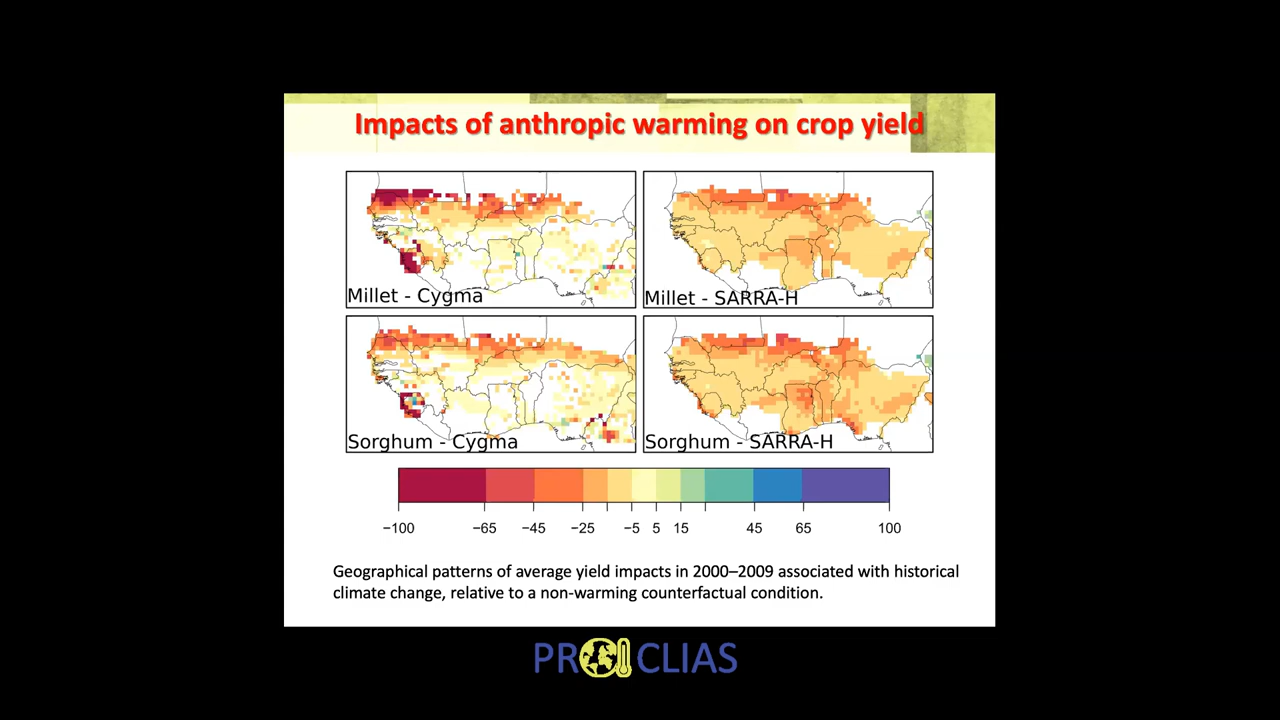 Impacts of anthropic warming on crop yield
Millet - Cygma
Millet - SARRA-H
Sorghum - Cygma
Sorghum - SARRA-H
−100 −65 −45 −25 −5 5 15 45 65 100
Geographical patterns of average yield impacts in 2000–2009 associated with historical
climate change, relative to a non-warming counterfactual condition.
PROCLIAS